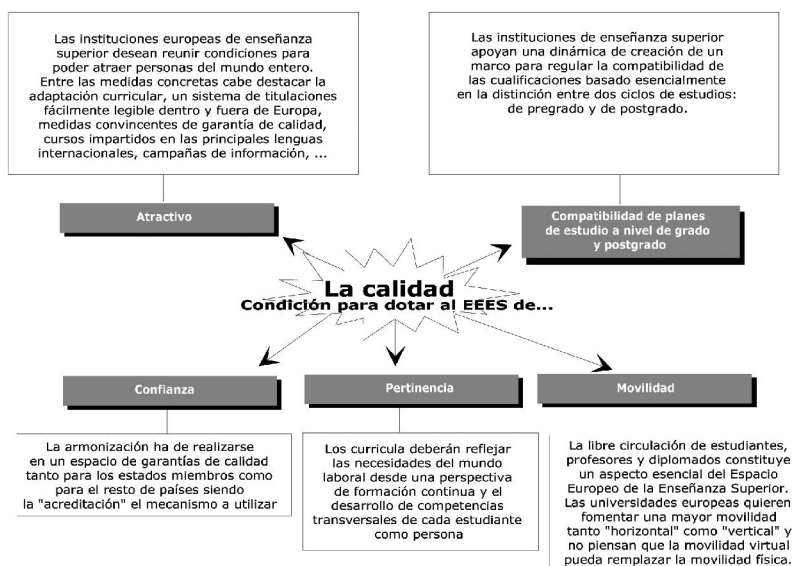 Las instituciones europeas de enseñanza
superior desean reunir condiciones para
poder atraer personas del mundo entero.
Entre las medidas concretas cabe destacar la
adaptación curricular, un sistema de titulaciones
fácilmente legible dentro y fuera de Europa,
medidas convincentes de garantía de calidad,
cursos impartidos en las principales lenguas
internacionales, campañas de información, ...
Las instituciones de enseñanza superior
apoyan una dinámica de creación de un
marco para regular la compatibilidad de
las cualificaciones basado esencialmente
en la distinción entre dos ciclos de estudios:
de pregrado y de postgrado.
Atractivo
Compatibilidad de planes
de estudio a nivel de grado
y postgrado
La calidad
Condición para dotar al EEES de...
Confianza
Pertinencia
Movilidad
La armonización ha de realizarse
en un espacio de garantías de calidad
tanto para los estados miembros como
para el resto de países siendo
la "acreditación" el mecanismo a utilizar
Los curricula deberán reflejar
las necesidades del mundo
laboral desde una perspectiva
de formación continua y el
desarrollo de competencias
transversales de cada estudiante
como persona
La libre circulación de estudiantes,
profesores y diplomados constituye
un aspecto esencial del Espacio
Europeo de la Enseñanza Superior.
Las universidades europeas quieren
fomentar una mayor movilidad
tanto "horizontal" como "vertical" y
no piensan que la movilidad virtual
pueda remplazar la movilidad física.